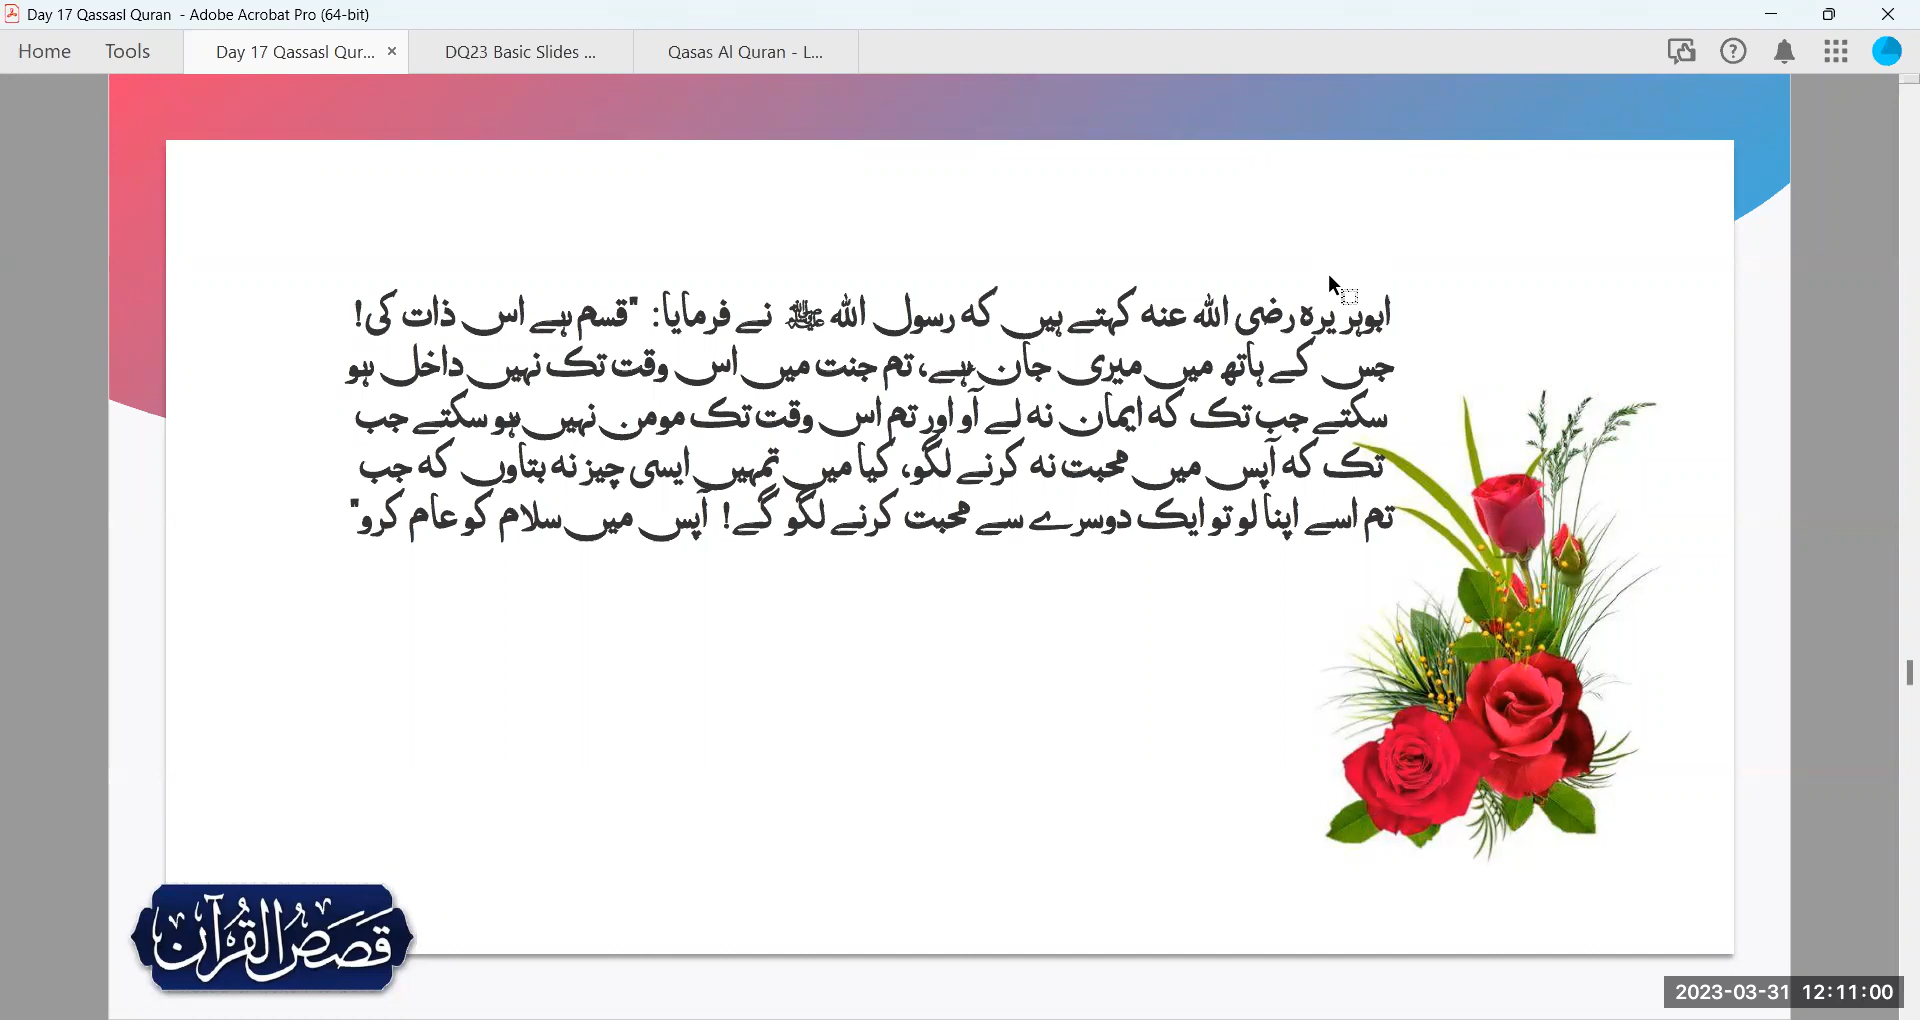 Day 17 Qassasl Quran - Adobe Acrobat Pro (64-bit)
Home Tools Day 17 Qassasl Qur... × DQ23 Basic Slides ... Qasas Al Quran - L...
ابوہریرہ رضی اللہ عنہ کہتے ہیں کہ رسول اللہ ﷺ نے فرمایا: "قسم ہے اس ذات کی!
جس کے ہاتھ میں میری جان ہے، تم جنت میں اس وقت تک نہیں داخل ہو
سکتے جب تک کہ ایمان نہ لے آو اور تم اس وقت تک مومن نہیں ہو سکتے جب
تک کہ آپس میں محبت نہ کرنے لگو، کیا میں تمہیں ایسی چیز نہ بتاوں کہ جب
تم اسے اپنا لو تو ایک دوسرے سے محبت کرنے لگو گے! آپس میں سلام کو عام کرو"
قَصَصُ الْقُرْآن
2023-03-31 12:11:00